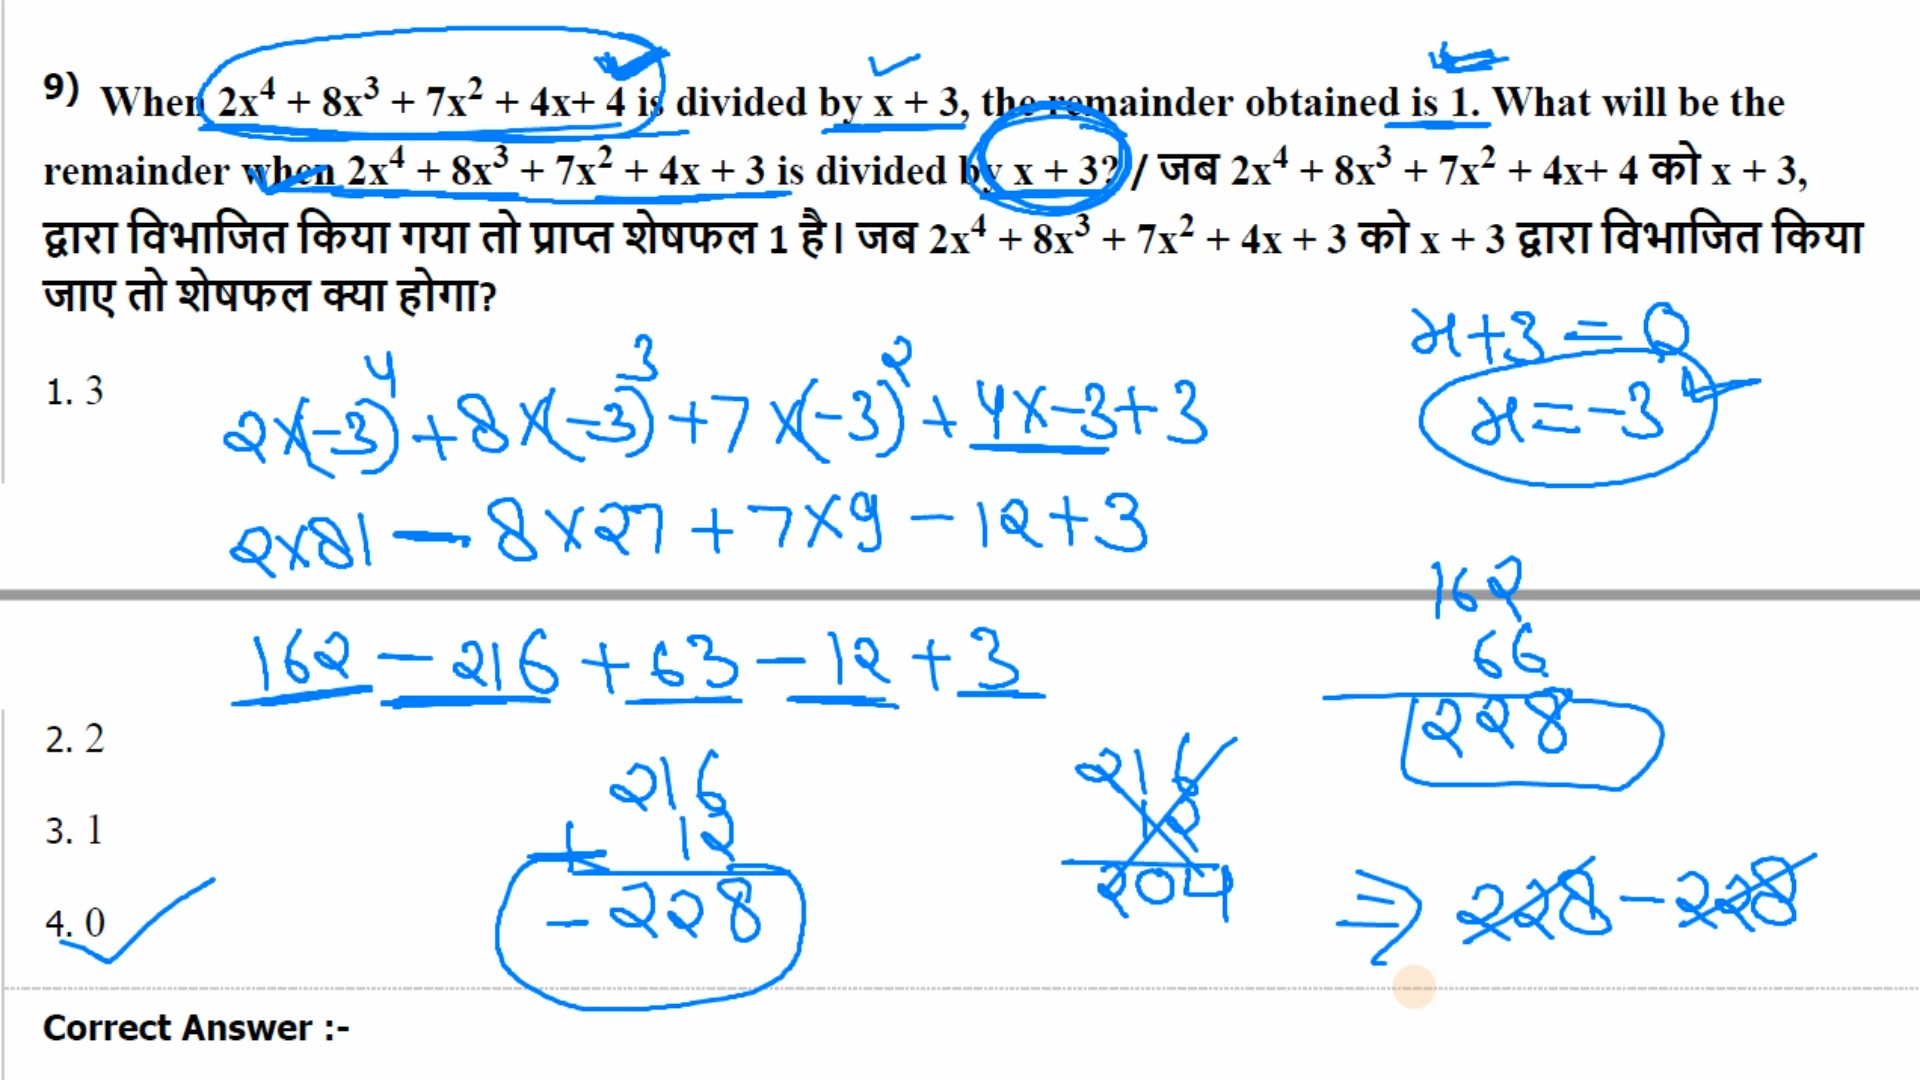 9) When 2x⁴ + 8x³ + 7x² + 4x+ 4 is divided by x + 3, the remainder obtained is 1. What will be the
remainder when 2x⁴ + 8x³ + 7x² + 4x + 3 is divided by x + 3? / जब 2x⁴ + 8x³ + 7x² + 4x+ 4 को x + 3,
द्वारा विभाजित किया गया तो प्राप्त शेषफल 1 है। जब 2x⁴ + 8x³ + 7x² + 4x + 3 को x + 3 द्वारा विभाजित किया
जाए तो शेषफल क्या होगा?
x+3 = 0
x = -3
1. 3
2x(-3)⁴ + 8x(-3)³ + 7x(-3)² + 4x-3 + 3
2x81 - 8x27 + 7x9 - 12 + 3
162 - 216 + 63 - 12 + 3
162
66
228
2. 2
216
+ 12
- 228
216
12
204
3. 1
⇒ 228 - 228
4. 0
Correct Answer :-